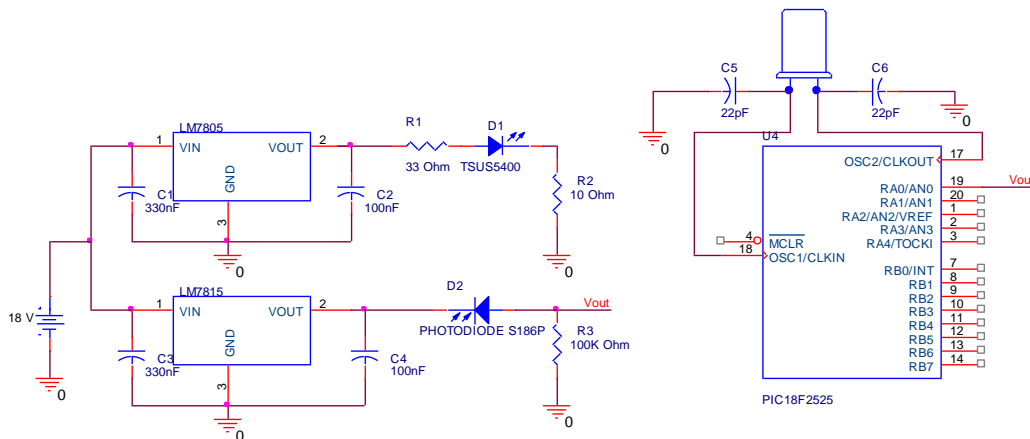 LM7805
1
VIN
VOUT
2
GND
3
C1
330nF
C2
100nF
0
R1
33 Ohm
D1
TSUS5400
R2
10 Ohm
0
18 V
0
LM7815
1
VIN
VOUT
2
GND
3
C3
330nF
C4
100nF
0
D2
PHOTODIODE S186P
Vout
R3
100K Ohm
0
C5
22pF
0
C6
22pF
0
U4
OSC2/CLKOUT
17
RA0/AN0
19
Vou
RA1/AN1
20
RA2/AN2/VREF
1
RA3/AN3
2
RA4/TOCKI
3
4
MCLR
18
OSC1/CLKIN
RB0/INT
7
RB1
8
RB2
9
RB3
10
RB4
11
RB5
12
RB6
13
RB7
14
PIC18F2525